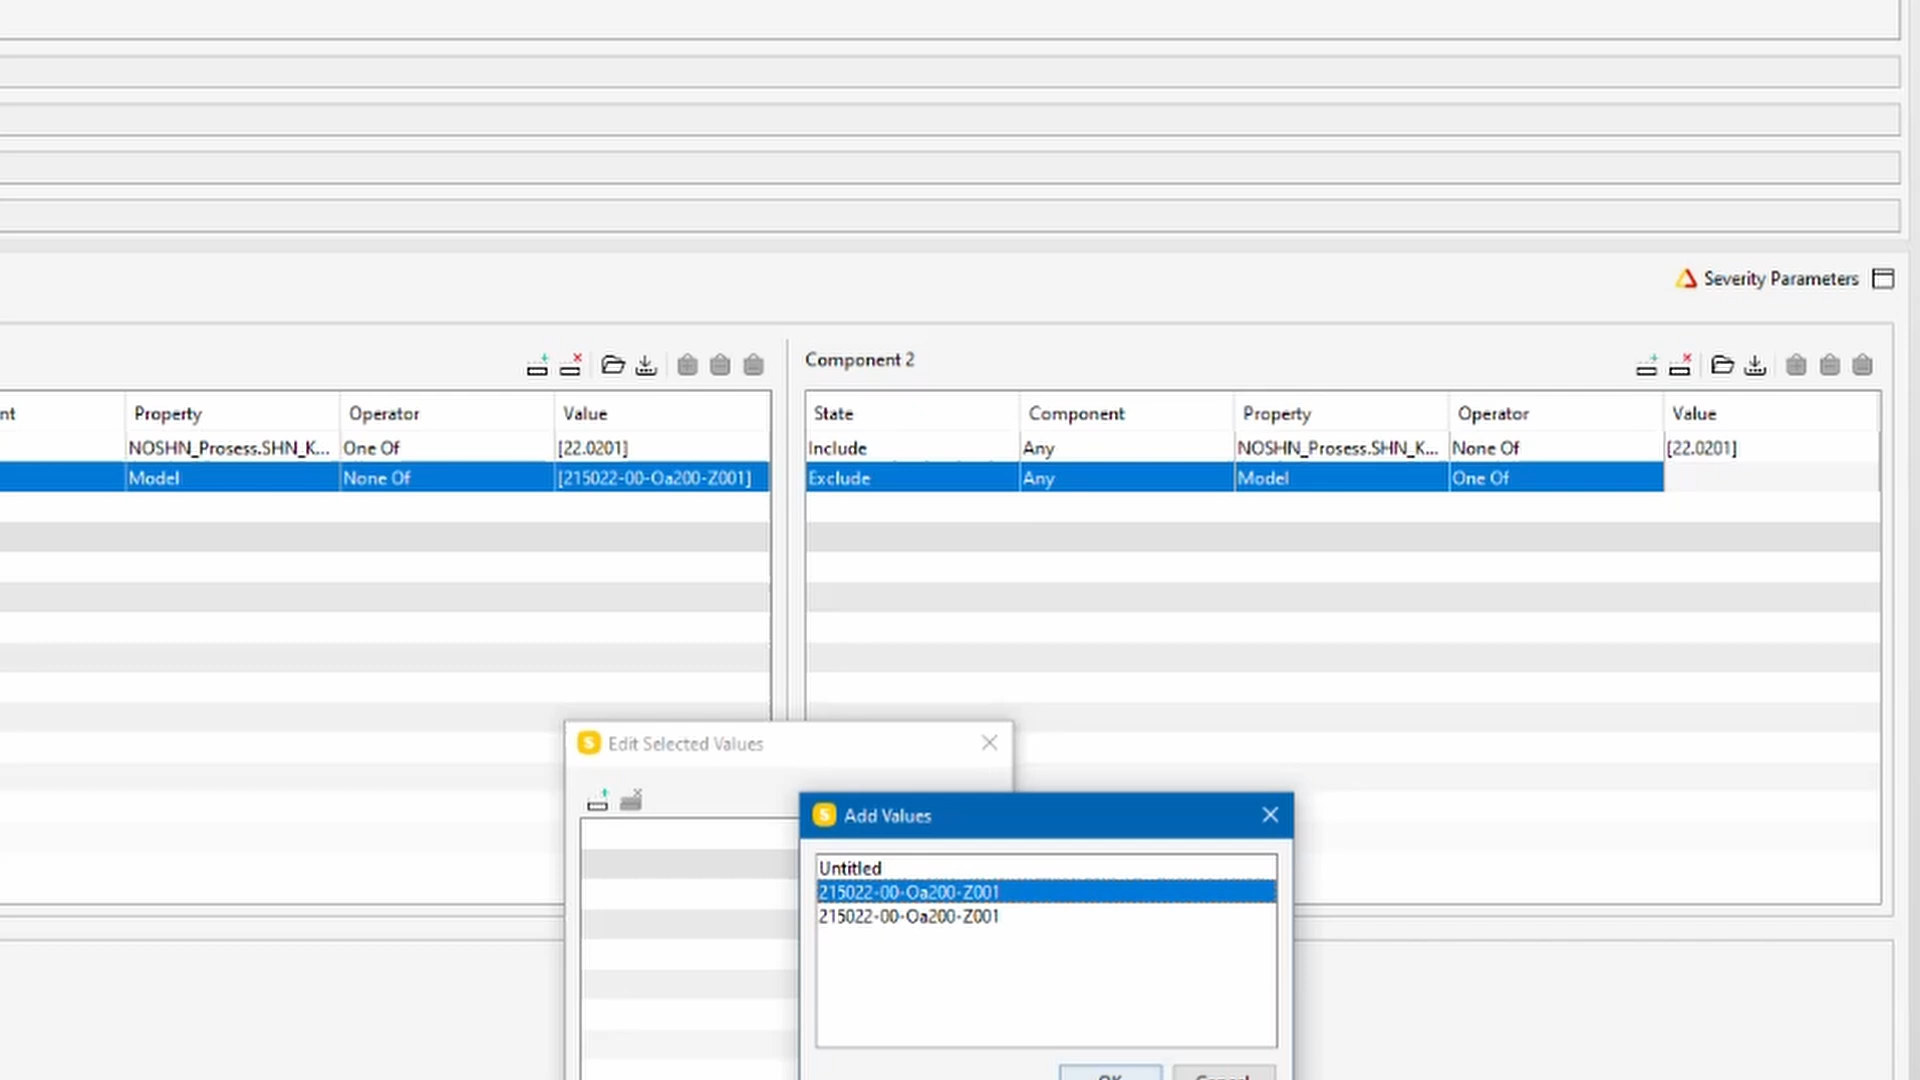 Severity Parameters
Component 2
nt Property Operator Value
NOSHN_Prosess.SHN_K... One Of [22.0201]
Model None Of [215022-00-Oa200-Z001]
State Component Property Operator Value
Include Any NOSHN_Prosess.SHN_K... None Of [22.0201]
Exclude Any Model One Of
S Edit Selected Values
S Add Values
Untitled
215022-00-Oa200-Z001
215022-00-Oa200-Z001
OK Cancel